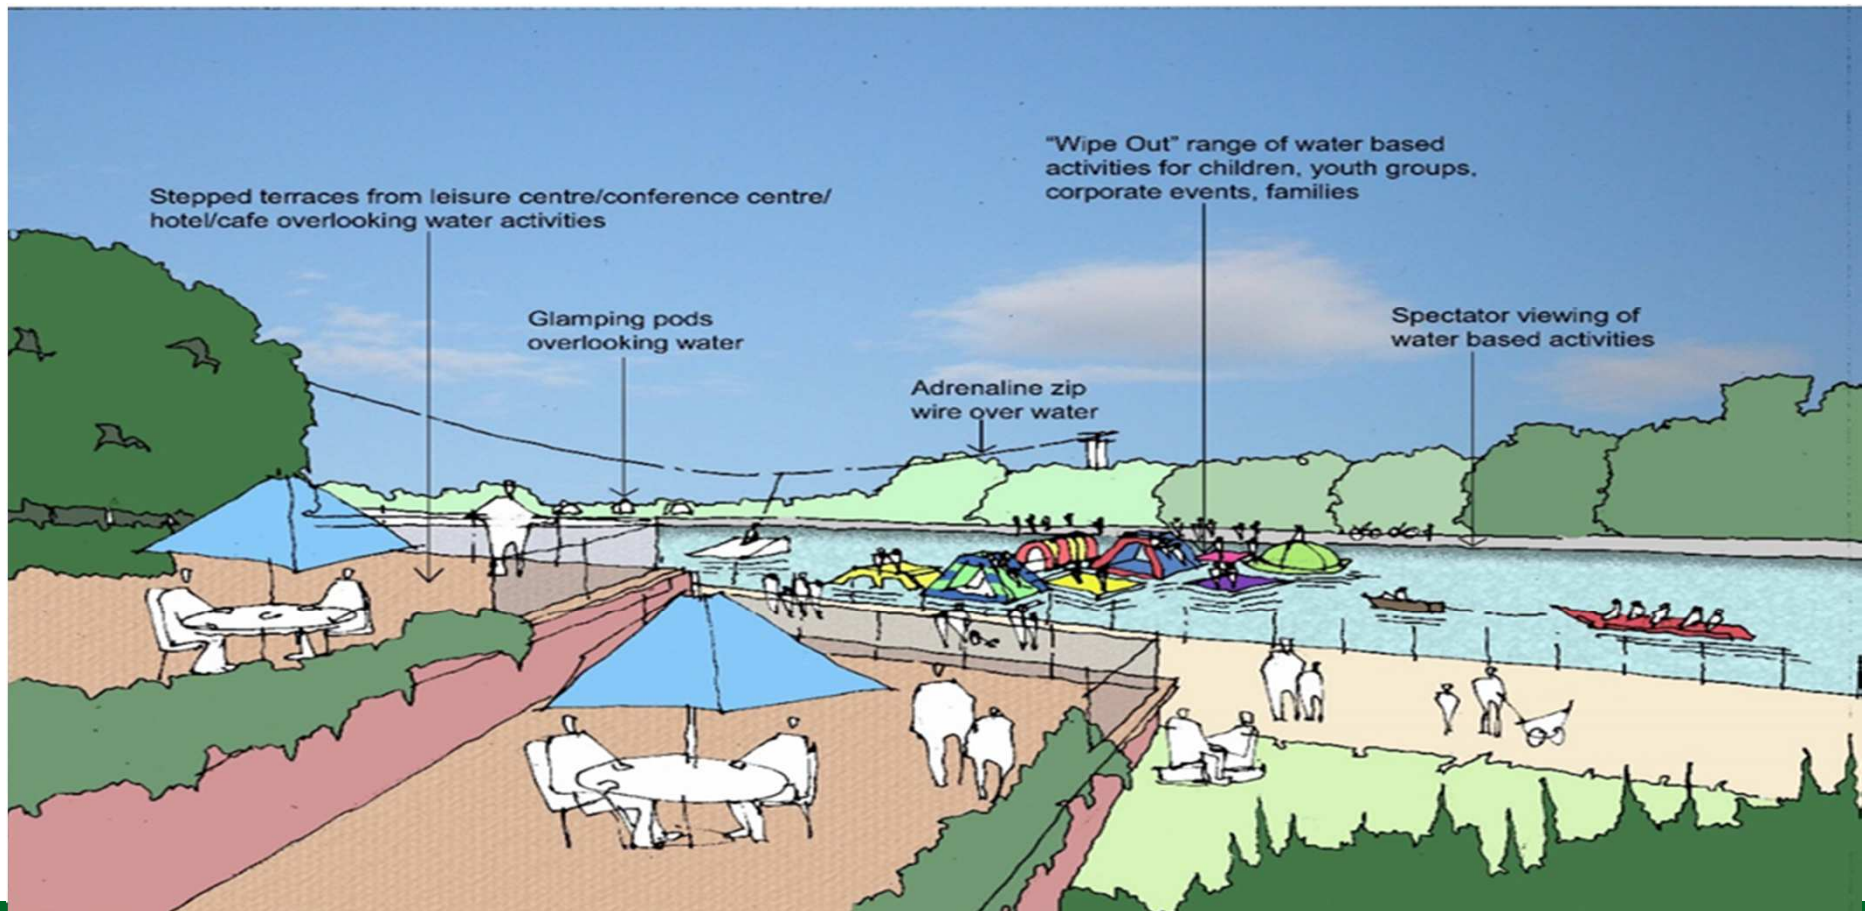 "Wipe Out" range of water based
activities for children, youth groups,
corporate events, families
Stepped terraces from leisure centre/conference centre/
hotel/cafe overlooking water activities
Glamping pods
overlooking water
Spectator viewing of
water based activities
Adrenaline zip
wire over water